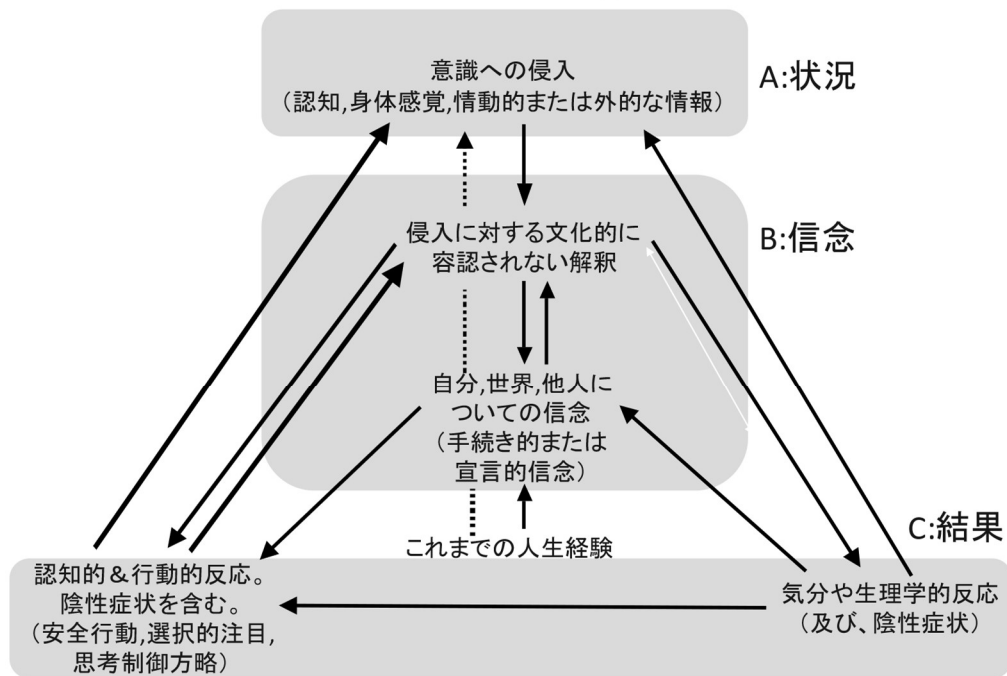 意識への侵入
（認知,身体感覚,情動的または外的な情報）
A:状況
侵入に対する文化的に
容認されない解釈
B:信念
自分,世界,他人に
ついての信念
（手続き的または
宣言的信念）
これまでの人生経験
C:結果
認知的＆行動的反応。
陰性症状を含む。
（安全行動,選択的注目,
思考制御方略）
気分や生理学的反応
（及び、陰性症状）